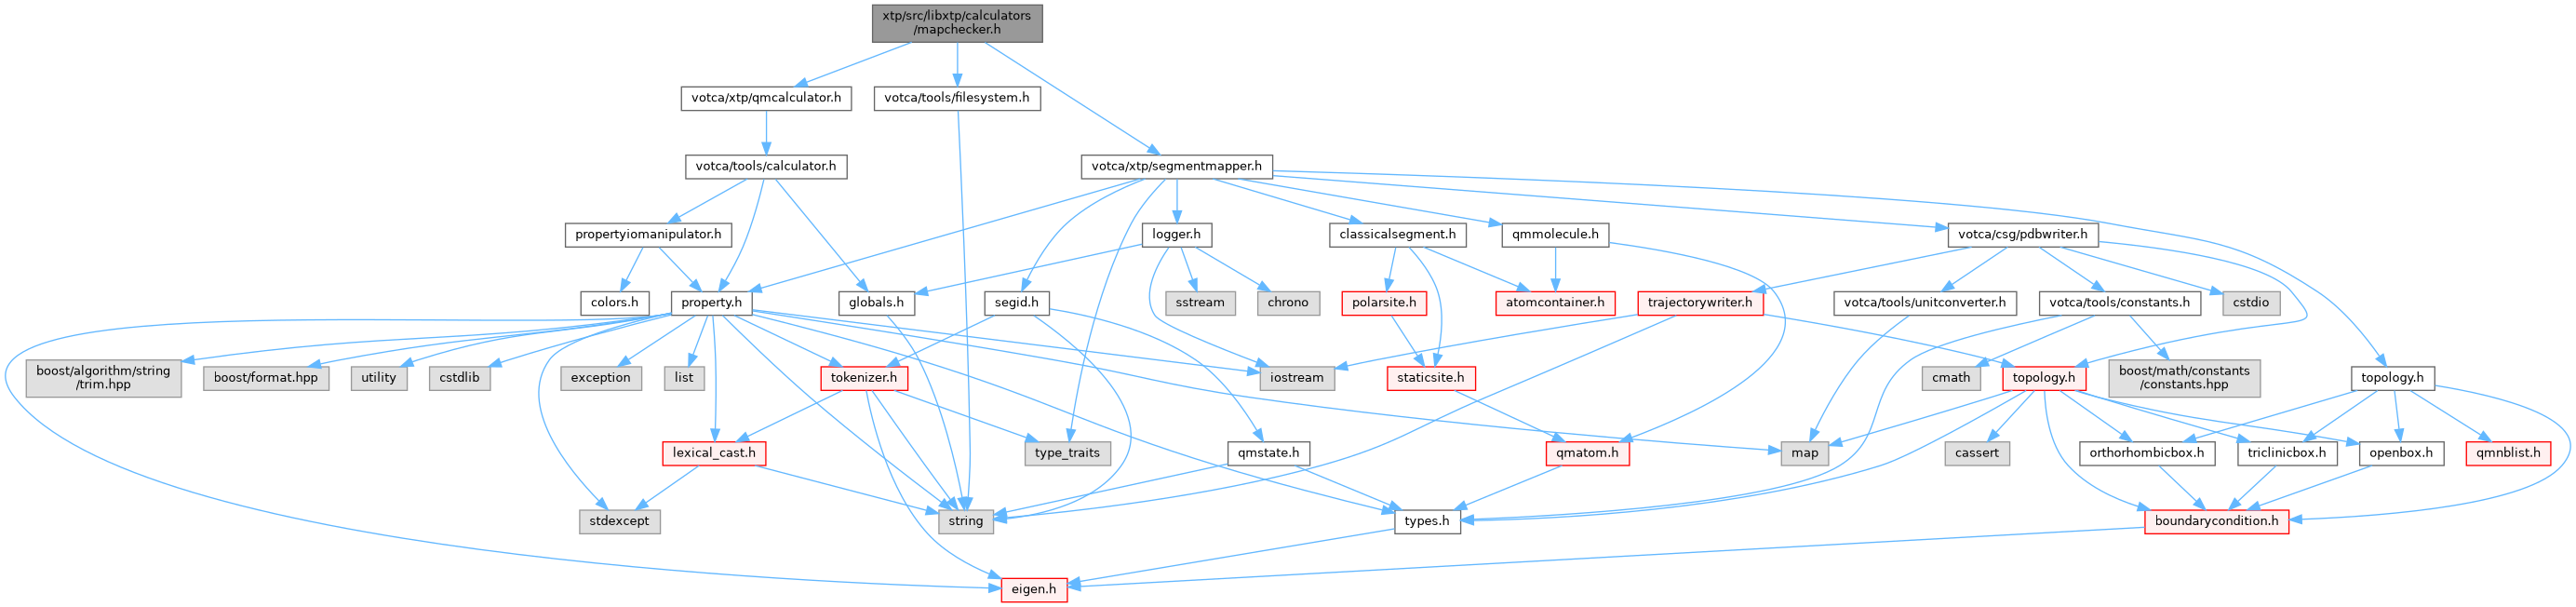 xtp/src/libxtp/calculators
/mapchecker.h
votca/xtp/qmcalculator.h
votca/tools/filesystem.h
votca/tools/calculator.h
votca/xtp/segmentmapper.h
propertyiomanipulator.h
logger.h
classicalsegment.h
qmmolecule.h
votca/csg/pdbwriter.h
colors.h
property.h
globals.h
segid.h
sstream
chrono
polarsite.h
atomcontainer.h
trajectorywriter.h
votca/tools/unitconverter.h
votca/tools/constants.h
cstdio
boost/algorithm/string
/trim.hpp
boost/format.hpp
utility
cstdlib
exception
list
tokenizer.h
iostream
staticsite.h
cmath
topology.h
boost/math/constants
/constants.hpp
topology.h
lexical_cast.h
type_traits
qmstate.h
qmatom.h
map
cassert
orthorhombicbox.h
triclinicbox.h
openbox.h
qmnblist.h
stdexcept
string
types.h
boundarycondition.h
eigen.h